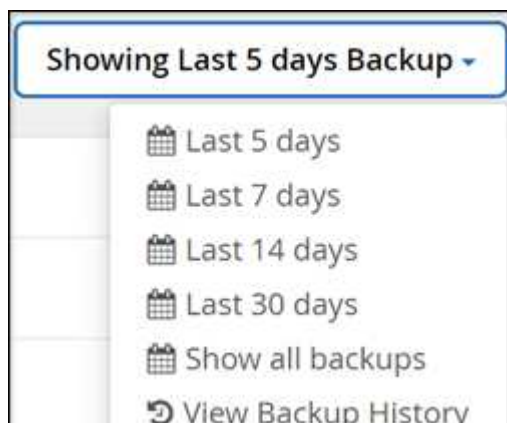 Showing Last 5 days Backup
Last 5 days
Last 7 days
Last 14 days
Last 30 days
Show all backups
View Backup History